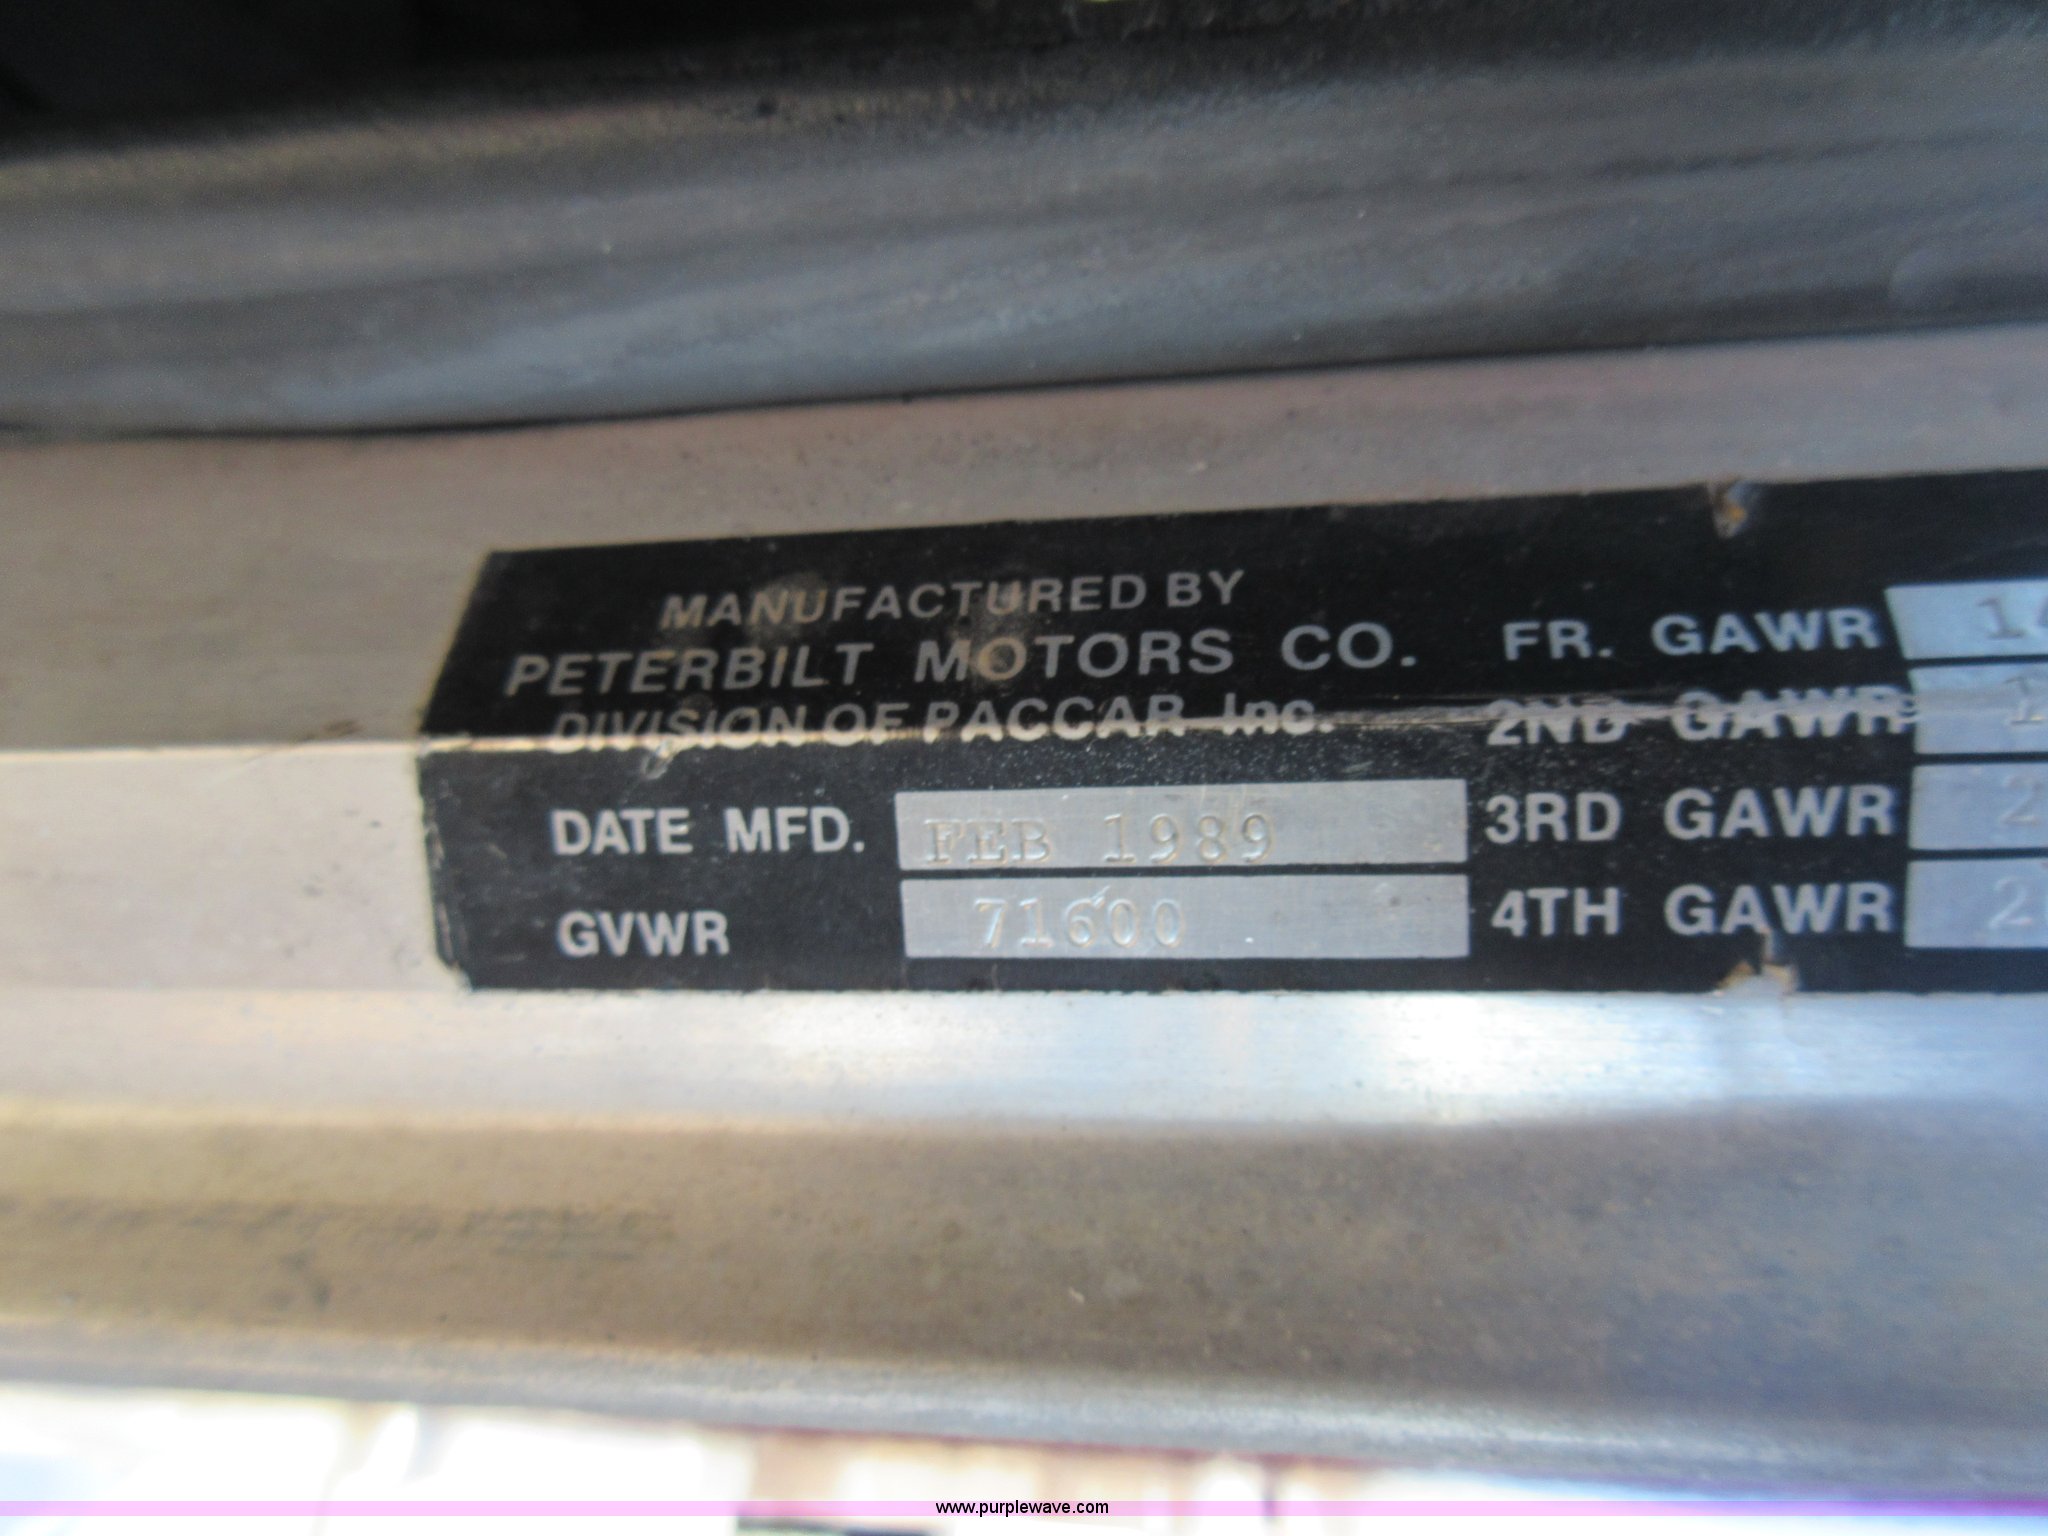 MANUFACTURED BY
PETERBILT MOTORS CO.
DIVISION OF PACCAR Inc.
DATE MFD. FEB 1989
GVWR 71600
FR. GAWR
2ND GAWR
3RD GAWR 2
4TH GAWR
www.purplewave.com